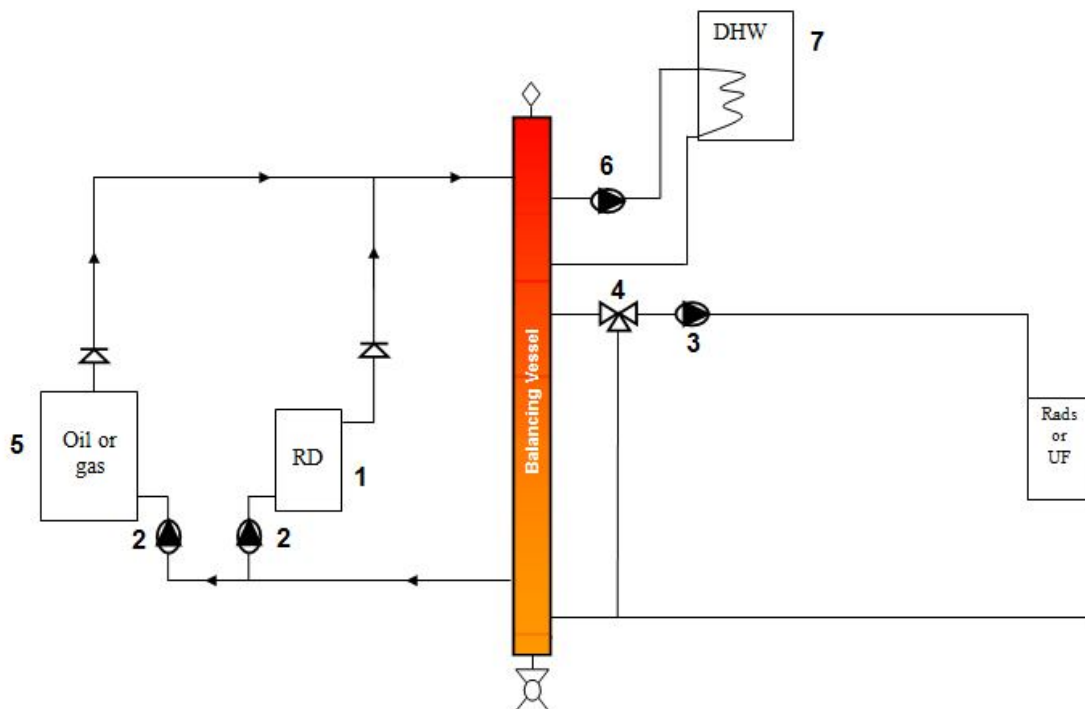 DHW
7
6
4
3
Balancing Vessel
Rads
or
UF
5
Oil or
gas
RD
1
2
2